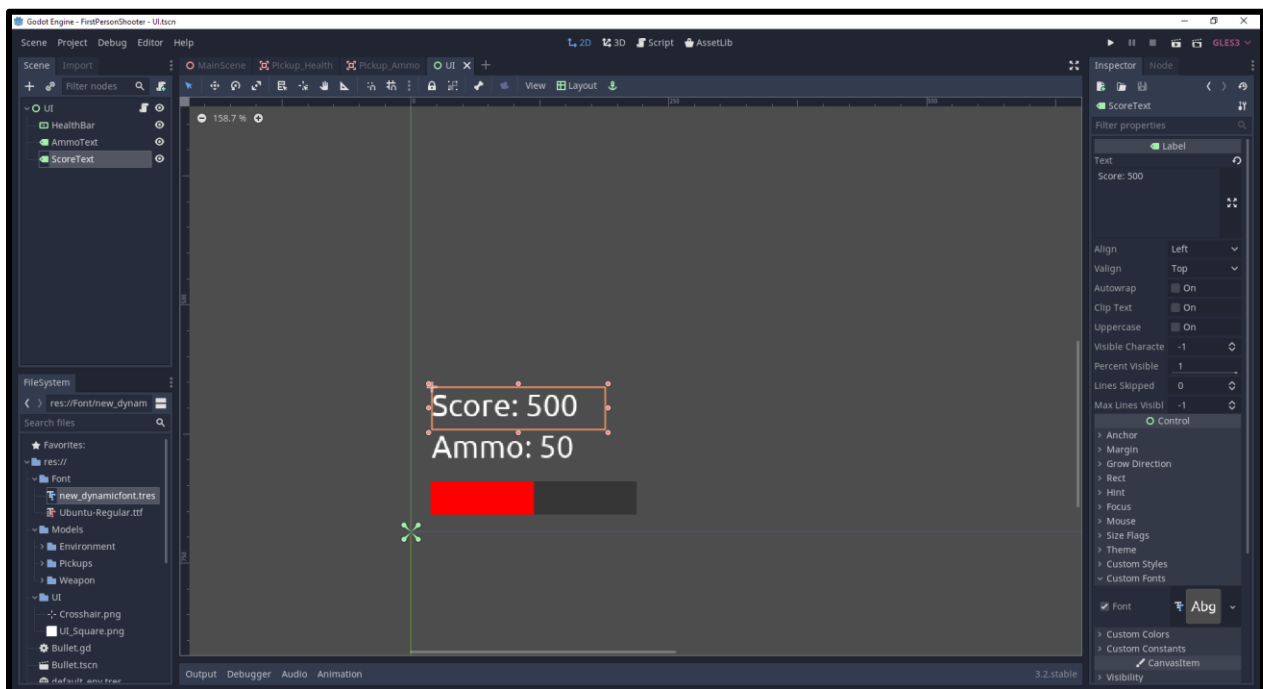 Godot Engine - FirstPersonShooter - UI.tscn
Scene Project Debug Editor Help
2D 3D Script AssetLib
GLES3
Scene Import
MainScene Pickup_Health Pickup_Ammo UI
Inspector Node
Filter nodes
View Layout
UI
HealthBar
AmmoText
ScoreText
158.7 %
250
500
500
750
ScoreText
Filter properties
Label
Text
Score: 500
Align Left
Valign Top
Autowrap On
Clip Text On
Uppercase On
Visible Characte -1
Percent Visible 1
Lines Skipped 0
Max Lines Visibl -1
Control
Anchor
Margin
Grow Direction
Rect
Hint
Focus
Mouse
Size Flags
Theme
Custom Styles
Custom Fonts
Font Abg
Custom Colors
Custom Constants
CanvasItem
Visibility
Score: 500
Ammo: 50
FileSystem
res://Font/new_dynam
Search files
Favorites:
res://
Font
new_dynamicfont.tres
Ubuntu-Regular.ttf
Models
Environment
Pickups
Weapon
UI
Crosshair.png
UI_Square.png
Bullet.gd
Bullet.tscn
default_env.tres
Output Debugger Audio Animation
3.2.stable